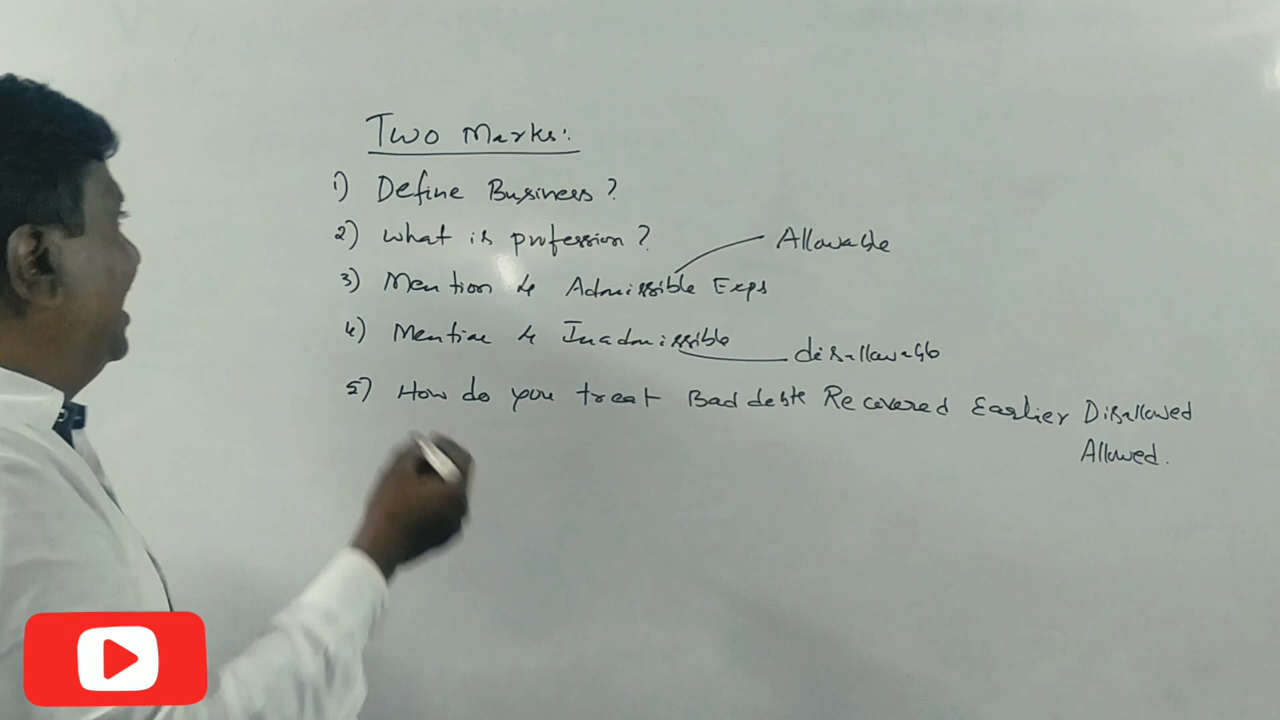 Two Marks:
1) Define Business?
2) What is profession?
Allowable
3) Mention 4 Admissible Exps
4) Mention 4 Inadmissible
disallowable
5) How do you treat Bad debts Recovered Earlier Disallowed
Allowed.